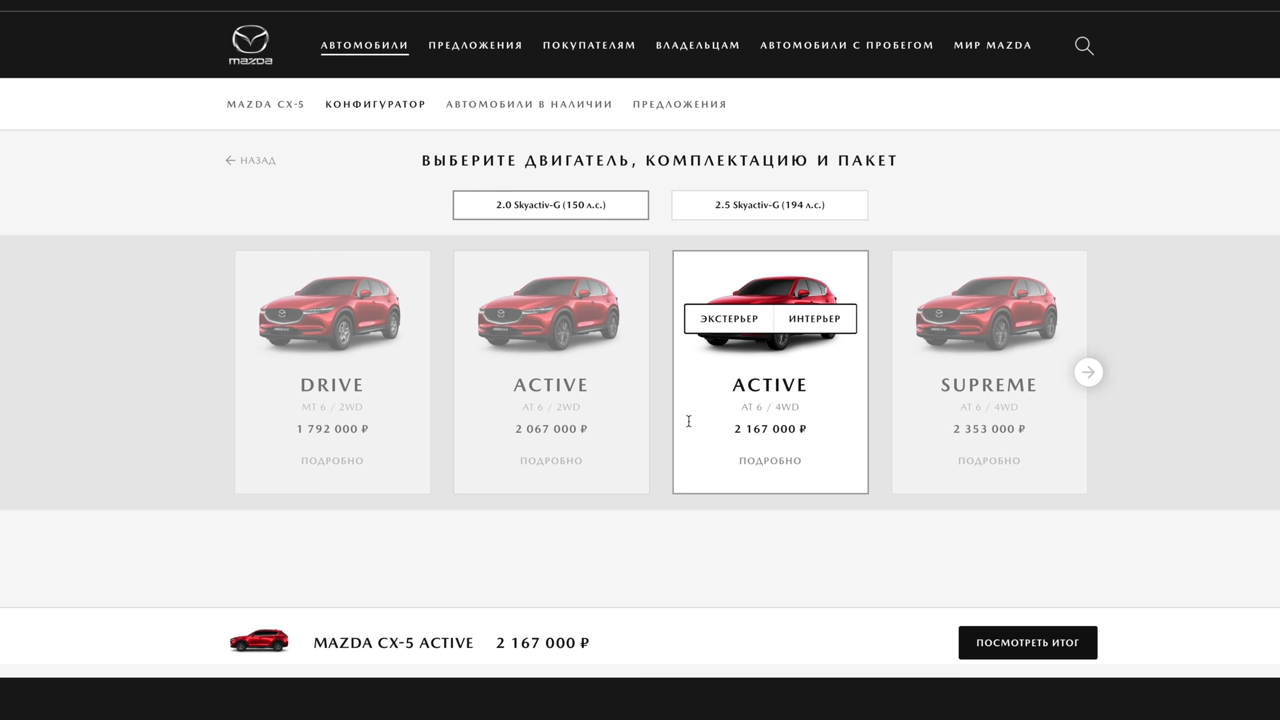 mazda
АВТОМОБИЛИ ПРЕДЛОЖЕНИЯ ПОКУПАТЕЛЯМ ВЛАДЕЛЬЦАМ АВТОМОБИЛИ С ПРОБЕГОМ МИР MAZDA
MAZDA CX-5 КОНФИГУРАТОР АВТОМОБИЛИ В НАЛИЧИИ ПРЕДЛОЖЕНИЯ
← НАЗАД
ВЫБЕРИТЕ ДВИГАТЕЛЬ, КОМПЛЕКТАЦИЮ И ПАКЕТ
2.0 Skyactiv-G (150 л.с.)
2.5 Skyactiv-G (194 л.с.)
DRIVE
MT 6 / 2WD
1 792 000 ₽
ПОДРОБНО
ACTIVE
AT 6 / 2WD
2 067 000 ₽
ПОДРОБНО
ЭКСТЕРЬЕР ИНТЕРЬЕР
ACTIVE
AT 6 / 4WD
2 167 000 ₽
ПОДРОБНО
SUPREME
AT 6 / 4WD
2 353 000 ₽
ПОДРОБНО
MAZDA CX-5 ACTIVE 2 167 000 ₽
ПОСМОТРЕТЬ ИТОГ